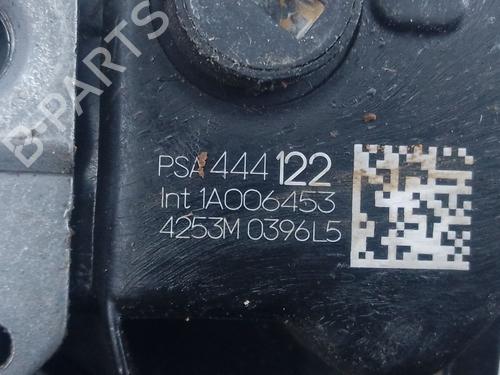 B-PARTS
PSA 444 122
Int 1A006453
4253M 0396L5